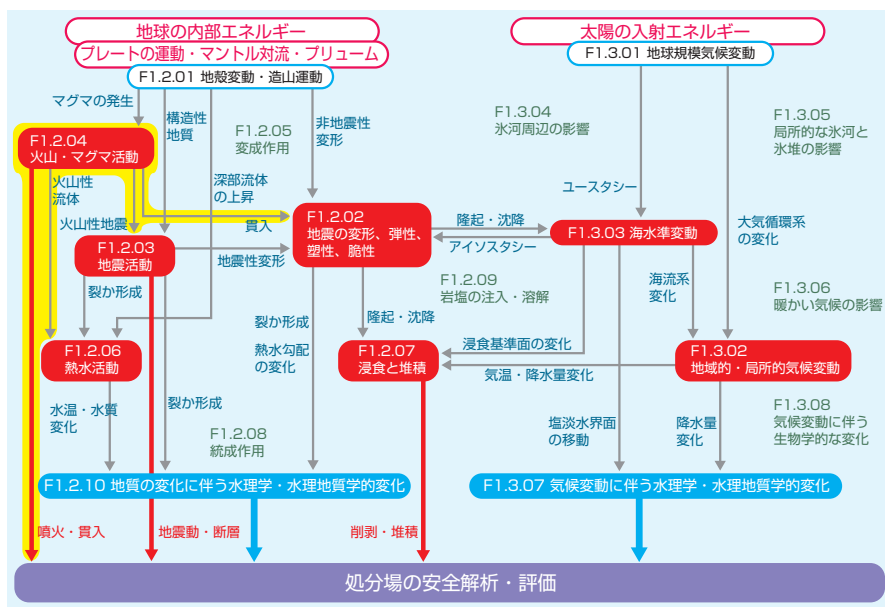 地球の内部エネルギー
太陽の入射エネルギー
プレートの運動・マントル対流・プリューム
F1.3.01 地球規模気候変動
F1.2.01 地殻変動・造山運動
マグマの発生
構造性
地質
F1.2.05
変成作用
非地震性
変形
F1.3.04
氷河周辺の影響
F1.3.05
局所的な氷河と
氷堆の影響
F1.2.04
火山・マグマ活動
火山性
流体
深部流体
の上昇
ユースタシー
火山性地震
貫入
F1.2.02
地震の変形、弾性、
塑性、脆性
隆起・沈降
アイソスタシー
F1.3.03 海水準変動
大気循環系
の変化
F1.2.03
地震活動
地震性変形
F1.2.09
岩塩の注入・溶解
海流系
変化
F1.3.06
暖かい気候の影響
裂か形成
裂か形成
隆起・沈降
熱水勾配
の変化
浸食基準面の変化
F1.2.06
熱水活動
F1.2.07
浸食と堆積
F1.3.02
地域的・局所的気候変動
気温・降水量変化
水温・水質
変化
裂か形成
F1.2.08
統成作用
塩淡水界面
の移動
降水量
変化
F1.3.08
気候変動に伴う
生物学的な変化
F1.2.10 地質の変化に伴う水理学・水理地質学的変化
F1.3.07 気候変動に伴う水理学・水理地質学的変化
噴火・貫入
地震動・断層
削剥・堆積
処分場の安全解析・評価